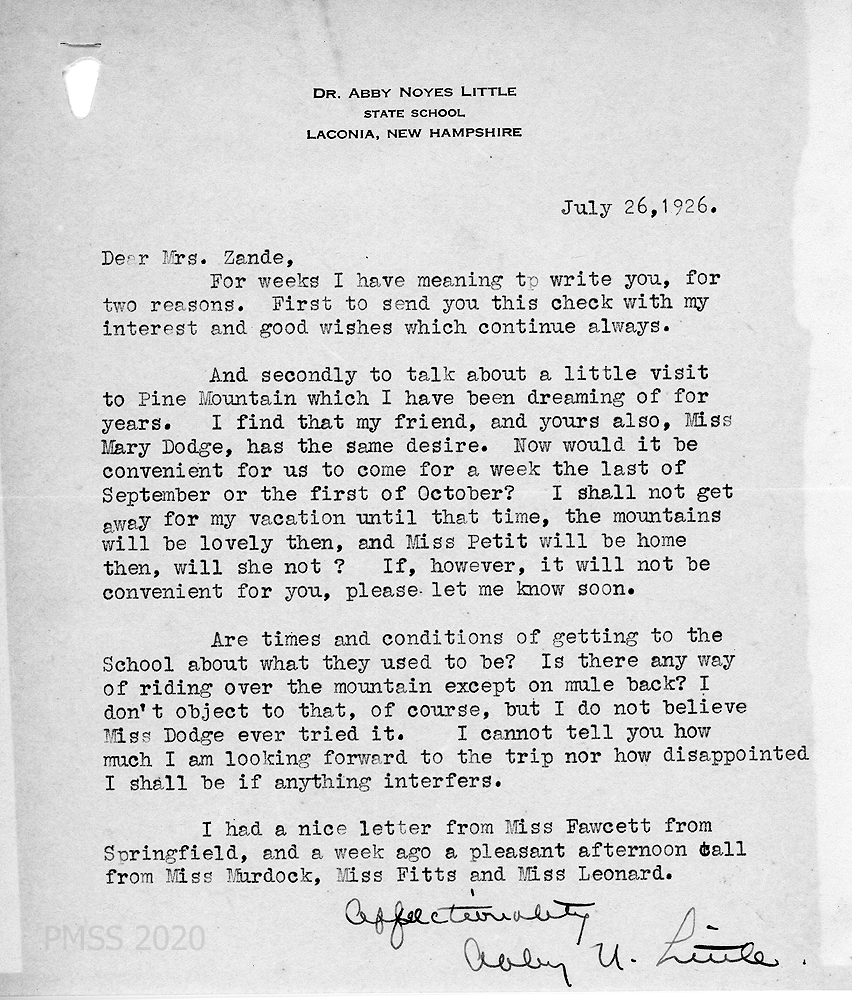 DR. ABBY NOYES LITTLE
STATE SCHOOL
LACONIA, NEW HAMPSHIRE
July 26,1926.
Dear Mrs. Zande,
For weeks I have meaning to write you, for
two reasons. First to send you this check with my
interest and good wishes which continue always.
And secondly to talk about a little visit
to Pine Mountain which I have been dreaming of for
years. I find that my friend, and yours also, Miss
Mary Dodge, has the same desire. Now would it be
convenient for us to come for a week the last of
September or the first of October? I shall not get
away for my vacation until that time, the mountains
will be lovely then, and Miss Petit will be home
then, will she not ? If, however, it will not be
convenient for you, please let me know soon.
Are times and conditions of getting to the
School about what they used to be? Is there any way
of riding over the mountain except on mule back? I
don't object to that, of course, but I do not believe
Miss Dodge ever tried it. I cannot tell you how
much I am looking forward to the trip nor how disappointed
I shall be if anything interfers.
I had a nice letter from Miss Fawcett from
Springfield, and a week ago a pleasant afternoon call
from Miss Murdock, Miss Fitts and Miss Leonard.
Affectionately
Abby N. Little.
PMSS 2020